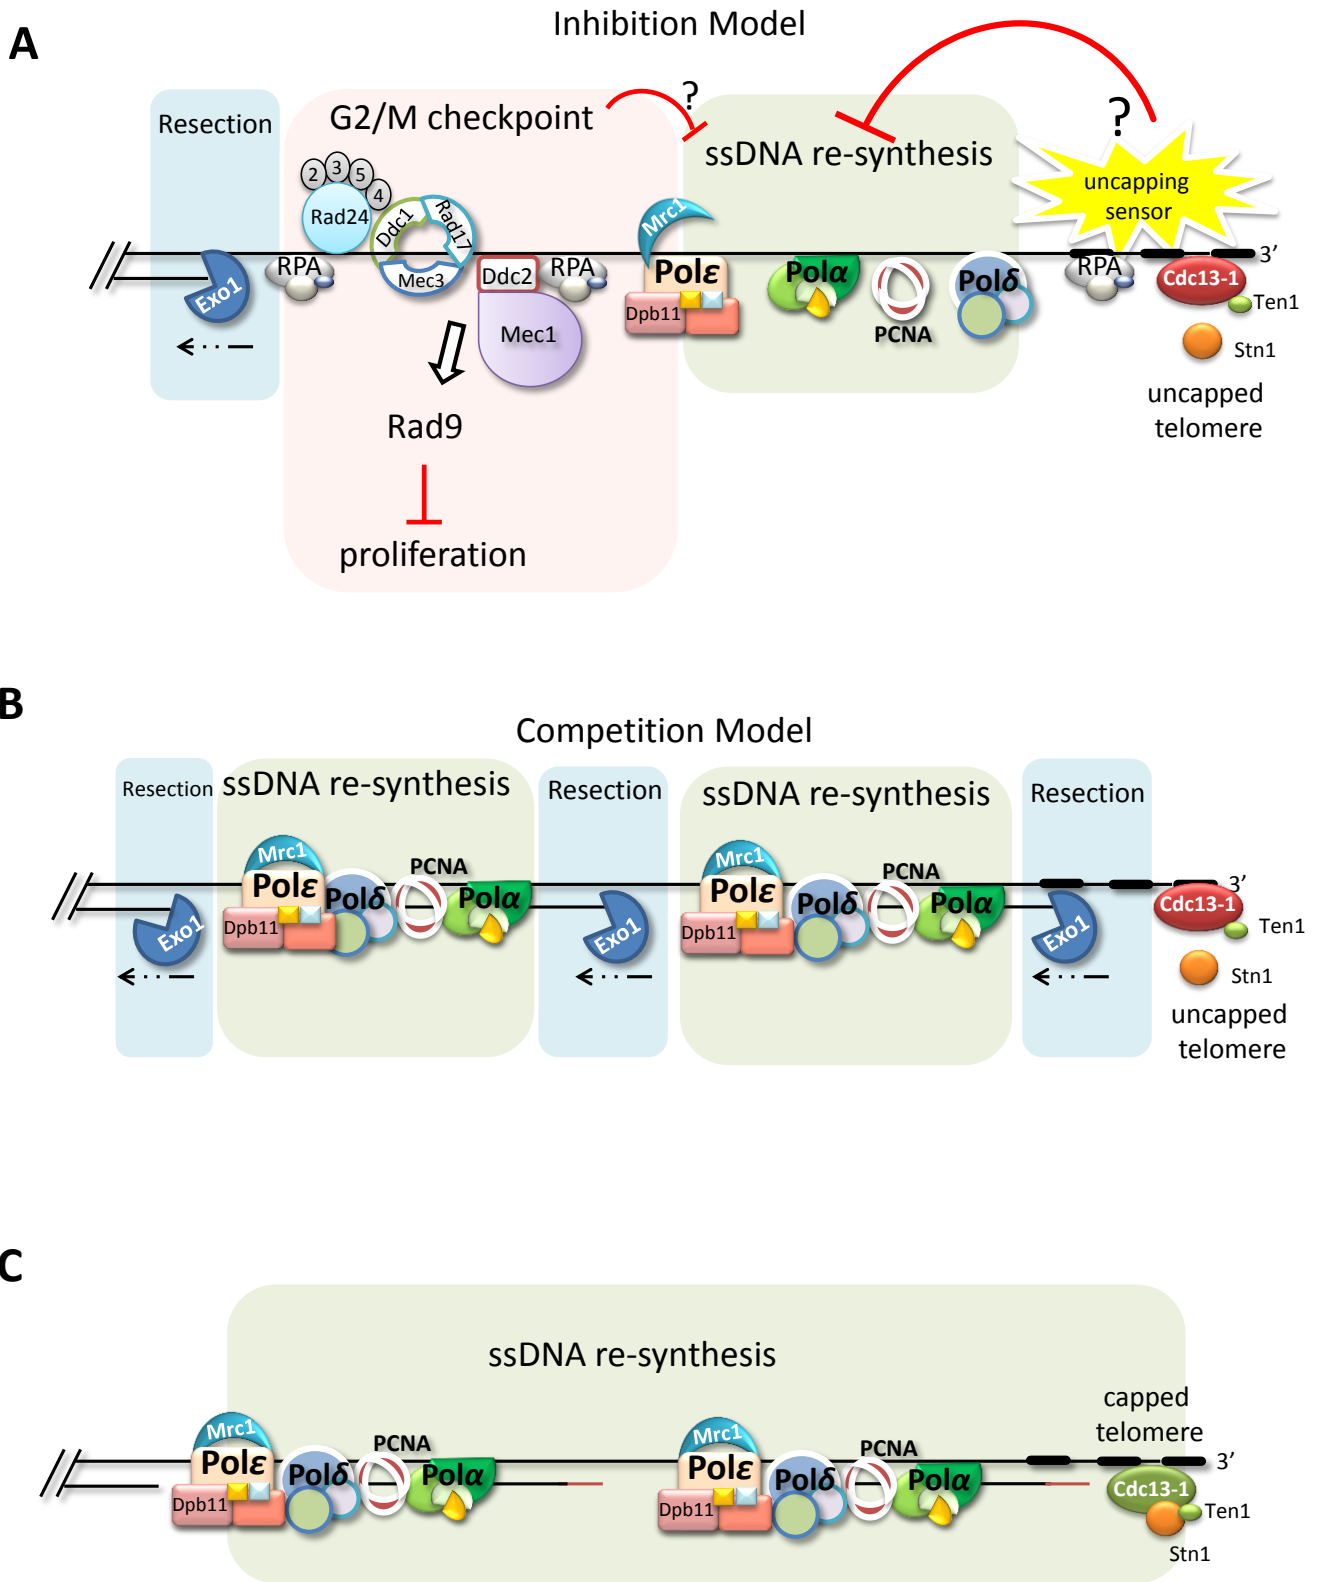 A
Inhibition Model
Resection
G2/M checkpoint
?
ssDNA re-synthesis
?
uncapping
sensor
2 3 5 4
Rad24
Ddc1
Rad17
Mec3
Mrc1
Exo1
RPA
Ddc2
RPA
Polε
Polα
Polδ
RPA
3’
Cdc13-1
Ten1
Dpb11
PCNA
Mec1
Stn1
uncapped
telomere
Rad9
proliferation
B
Competition Model
Resection
ssDNA re-synthesis
Resection
ssDNA re-synthesis
Resection
Mrc1
PCNA
Mrc1
PCNA
Polε
Polδ
Polα
Polε
Polδ
Polα
3’
Cdc13-1
Exo1
Dpb11
Exo1
Dpb11
Exo1
Ten1
Stn1
uncapped
telomere
C
ssDNA re-synthesis
capped
telomere
Mrc1
PCNA
Mrc1
PCNA
Polε
Polδ
Polα
Polε
Polδ
Polα
3’
Cdc13-1
Dpb11
Dpb11
Ten1
Stn1